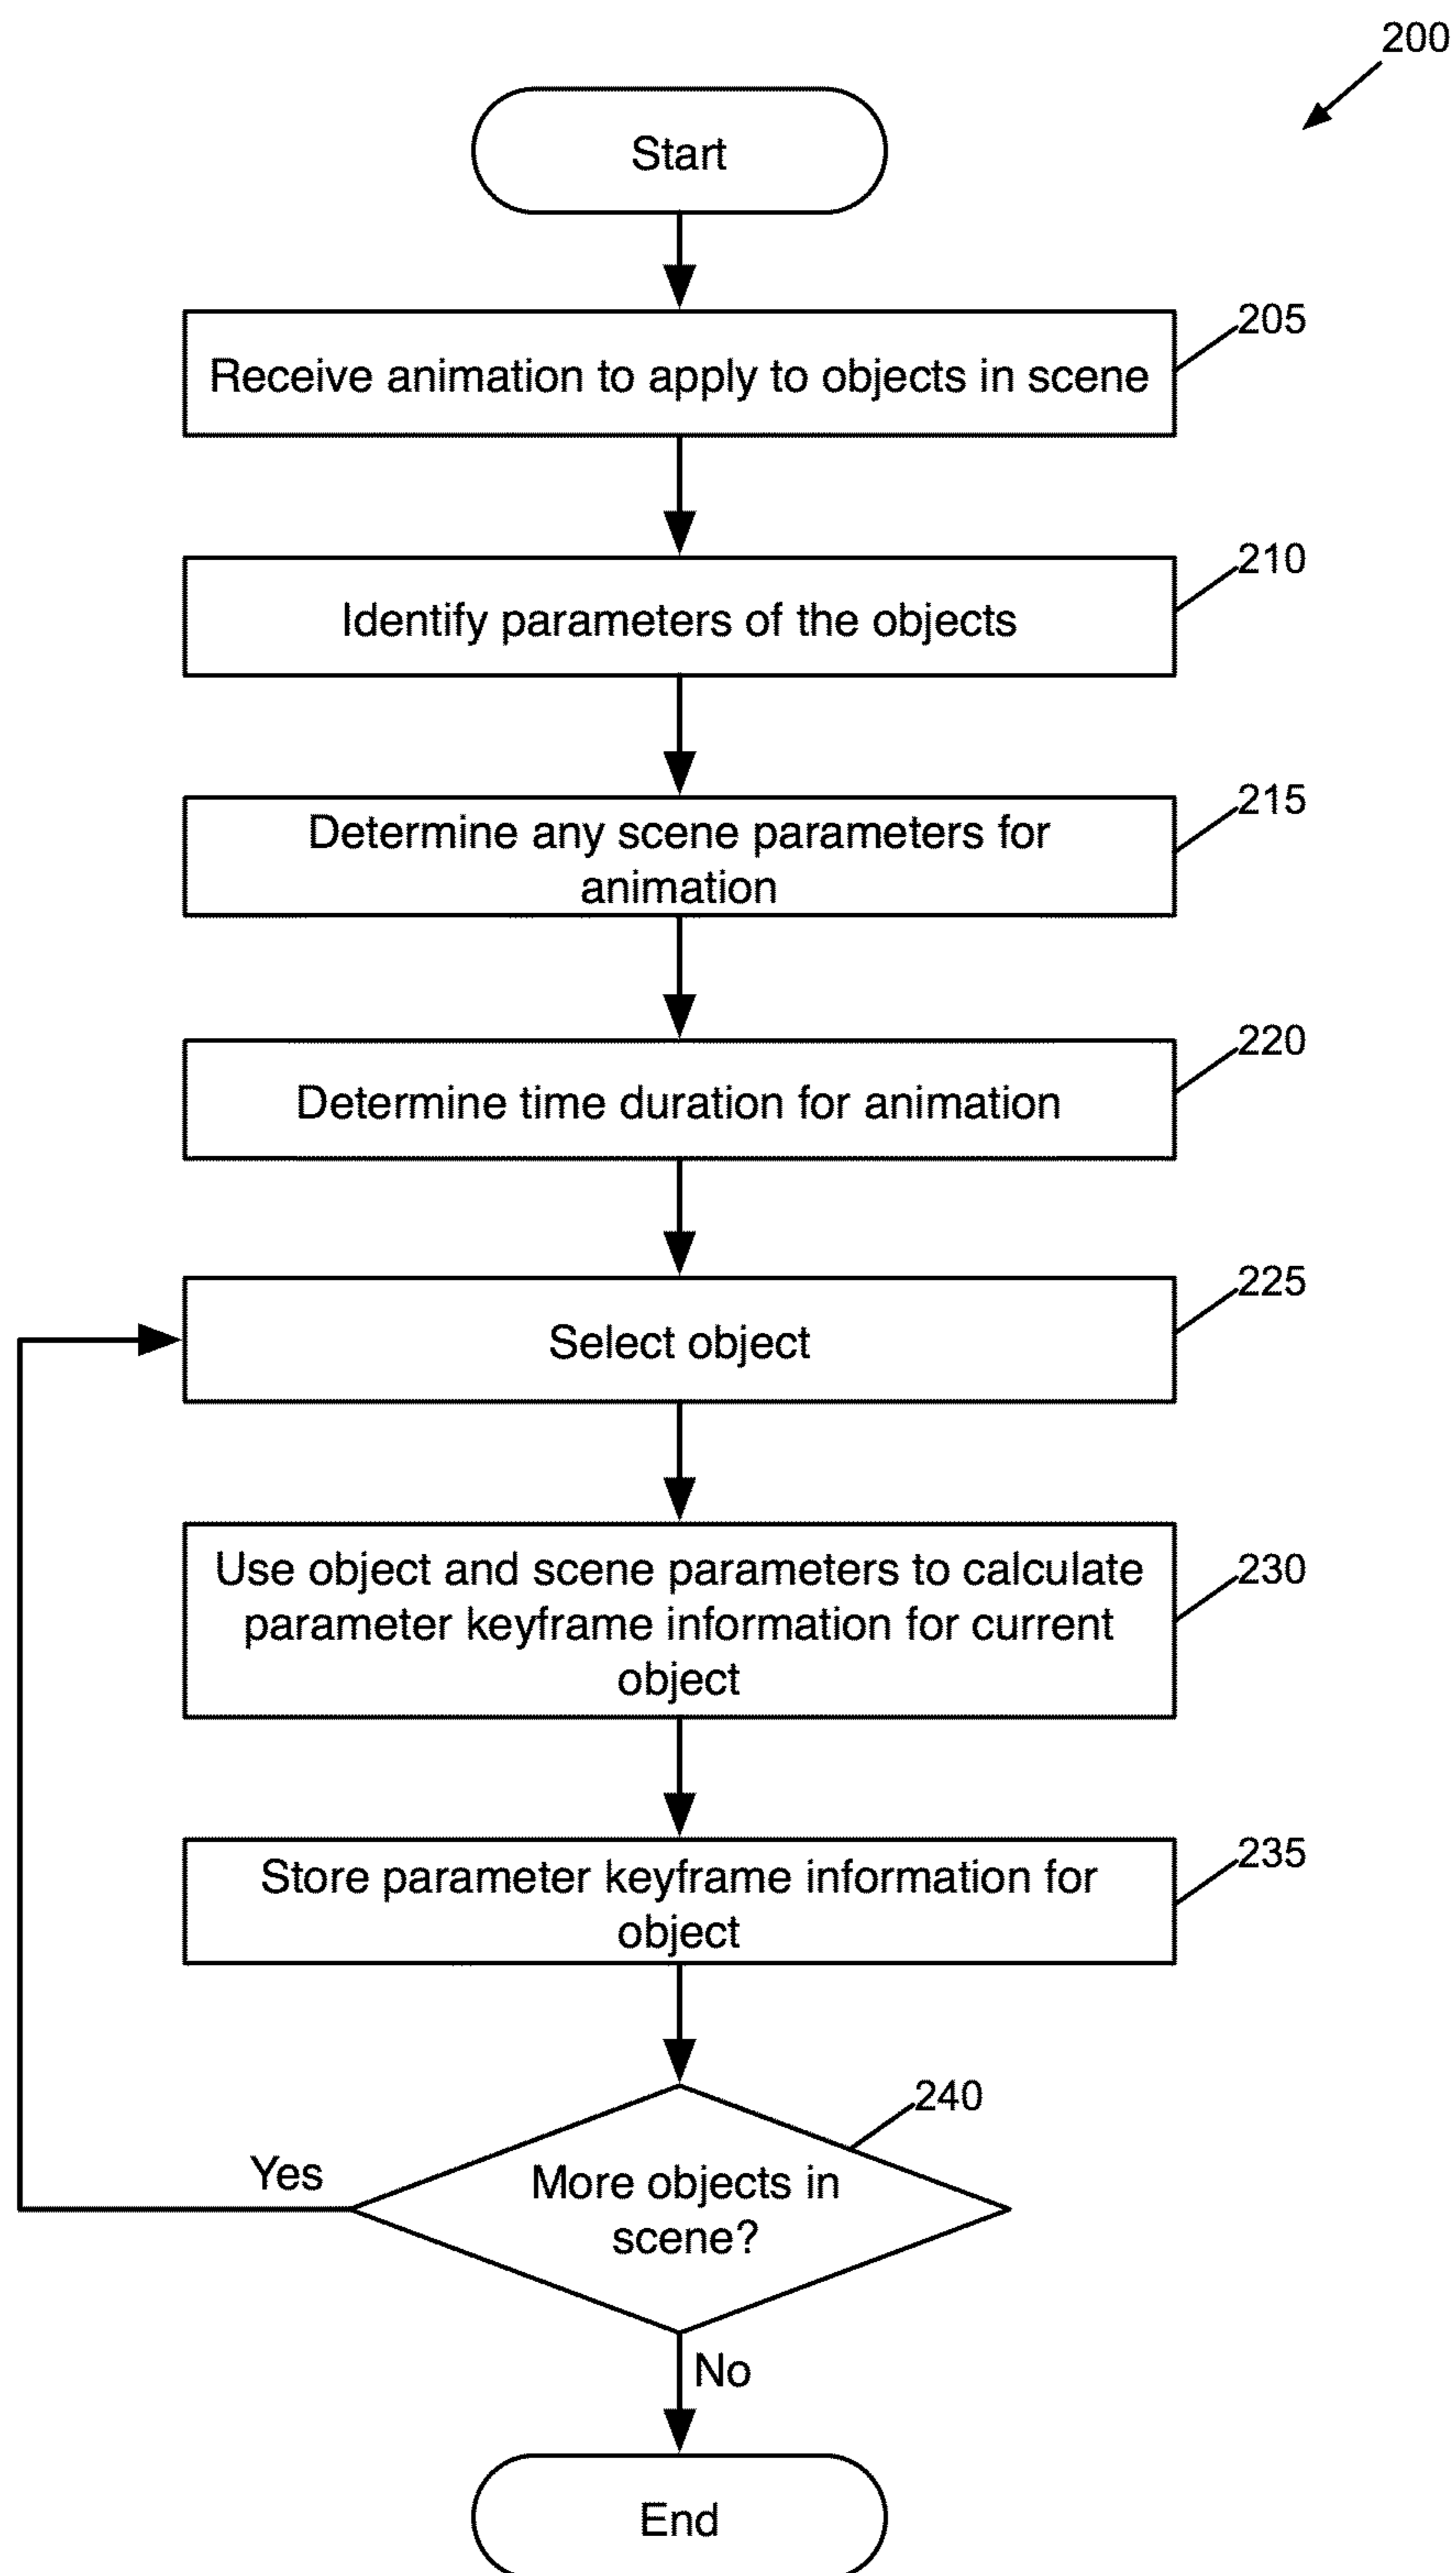 200
Start
205
Receive animation to apply to objects in scene
210
Identify parameters of the objects
215
Determine any scene parameters for
animation
220
Determine time duration for animation
225
Select object
230
Use object and scene parameters to calculate
parameter keyframe information for current
object
235
Store parameter keyframe information for
object
240
Yes
More objects in
scene?
No
End